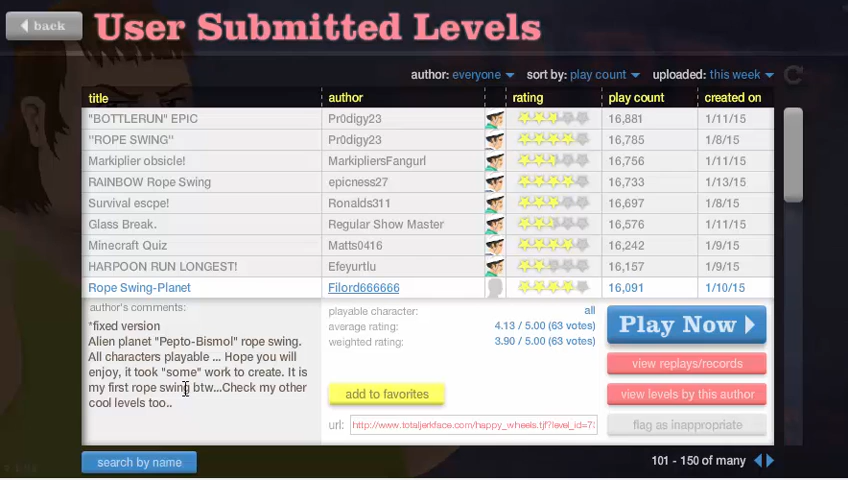 back
User Submitted Levels
author: everyone sort by: play count uploaded: this week
title author rating play count created on
"BOTTLERUN" EPIC Pr0digy23 16,881 1/11/15
"ROPE SWING" Pr0digy23 16,785 1/8/15
Markiplier obsicle! MarkipliersFangurl 16,756 1/11/15
RAINBOW Rope Swing epicness27 16,733 1/13/15
Survival escpe! Ronalds311 16,697 1/8/15
Glass Break. Regular Show Master 16,576 1/11/15
Minecraft Quiz Matts0416 16,242 1/9/15
HARPOON RUN LONGEST! Efeyurtlu 16,157 1/9/15
Rope Swing-Planet Filord666666 16,091 1/10/15
author's comments:
*fixed version
Alien planet "Pepto-Bismol" rope swing.
All characters playable ... Hope you will
enjoy, it took "some" work to create. It is
my first rope swing btw...Check my other
cool levels too..
playable character: all
average rating: 4.13 / 5.00 (63 votes)
weighted rating: 3.90 / 5.00 (63 votes)
add to favorites
url: http://www.totaljerkface.com/happy_wheels.tjf?level_id=7
Play Now
view replays/records
view levels by this author
flag as inappropriate
search by name
101 - 150 of many